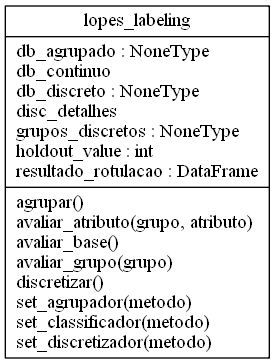 lopes_labeling
db_agrupado : NoneType
db_continuo
db_discreto : NoneType
disc_detalhes
grupos_discretos : NoneType
holdout_value : int
resultado_rotulacao : DataFrame
agrupar()
avaliar_atributo(grupo, atributo)
avaliar_base()
avaliar_grupo(grupo)
discretizar()
set_agrupador(metodo)
set_classificador(metodo)
set_discretizador(metodo)